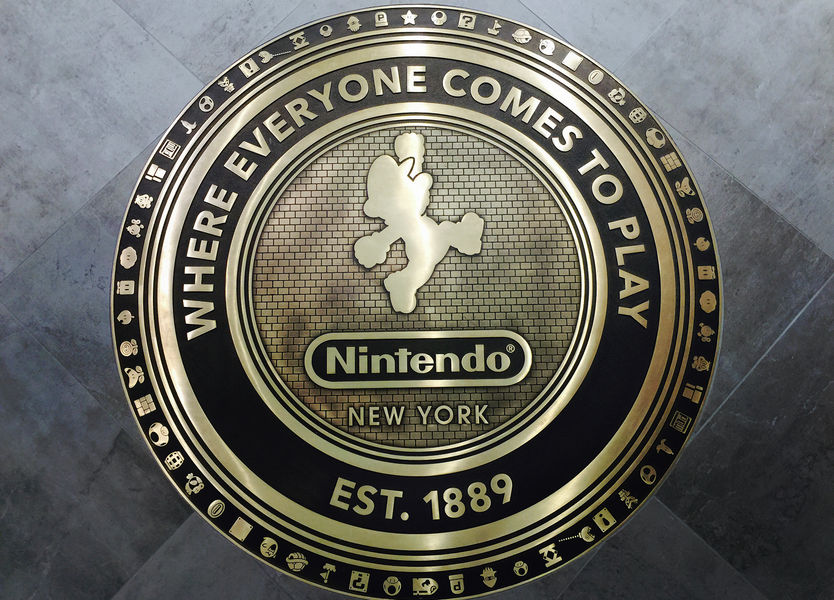 WHERE EVERYONE COMES TO PLAY
Nintendo®
NEW YORK
EST. 1889